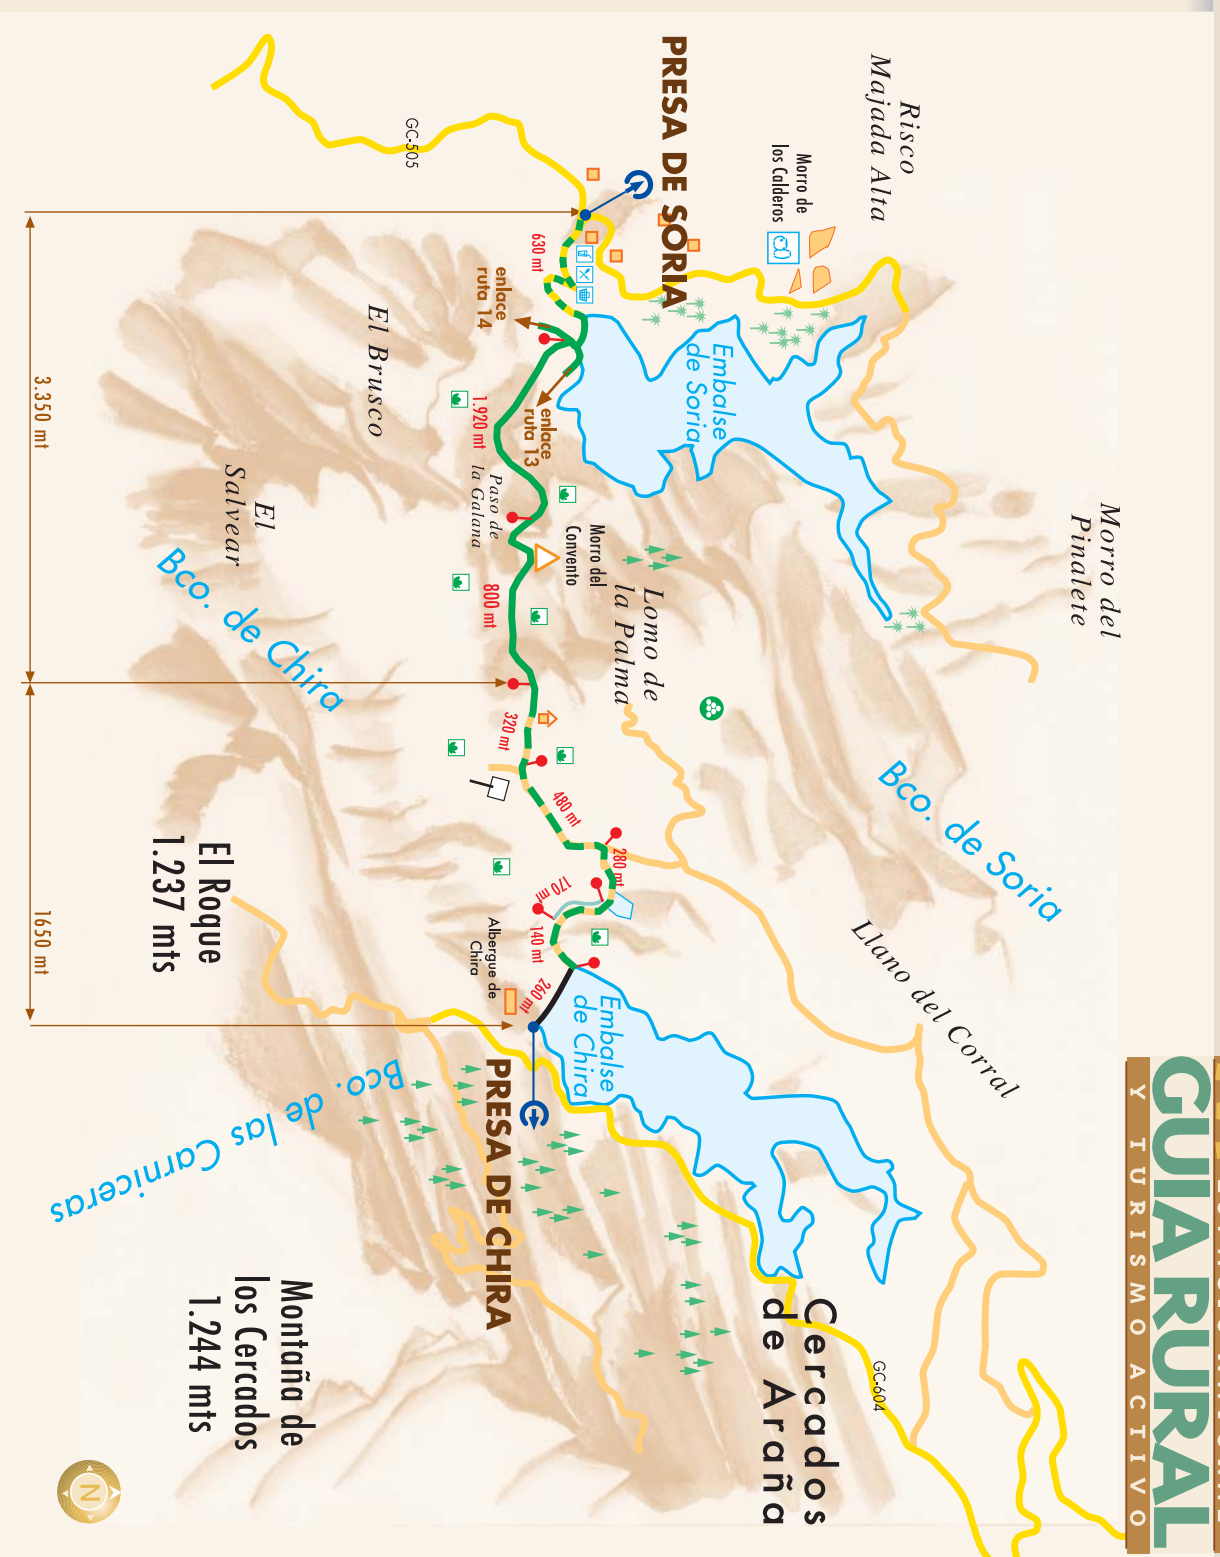 GUIA RURAL
Y TURISMO ACTIVO
Risco
Majada Alta
Morro de
los Calderos
PRESA DE SORIA
GC-505
630 mt
enlace
ruta 14
enlace
ruta 13
Embalse
de Soria
El Brusco
1.920 mt
Paso de
la Galana
Morro del
Convento
El
Salvear
Bco. de Chira
Morro del
Pinalete
Lomo de
la Palma
800 mt
3.350 mt
320 mt
480 mt
280 mt
170 mt
140 mt
260 mt
Bco. de Soria
Llano del Corral
El Roque
1.237 mts
1650 mt
Albergue de
Chira
Embalse
de Chira
PRESA DE CHIRA
Bco. de las Carniceras
Cercados
de Araña
GC-604
Montaña de
los Cercados
1.244 mts
N